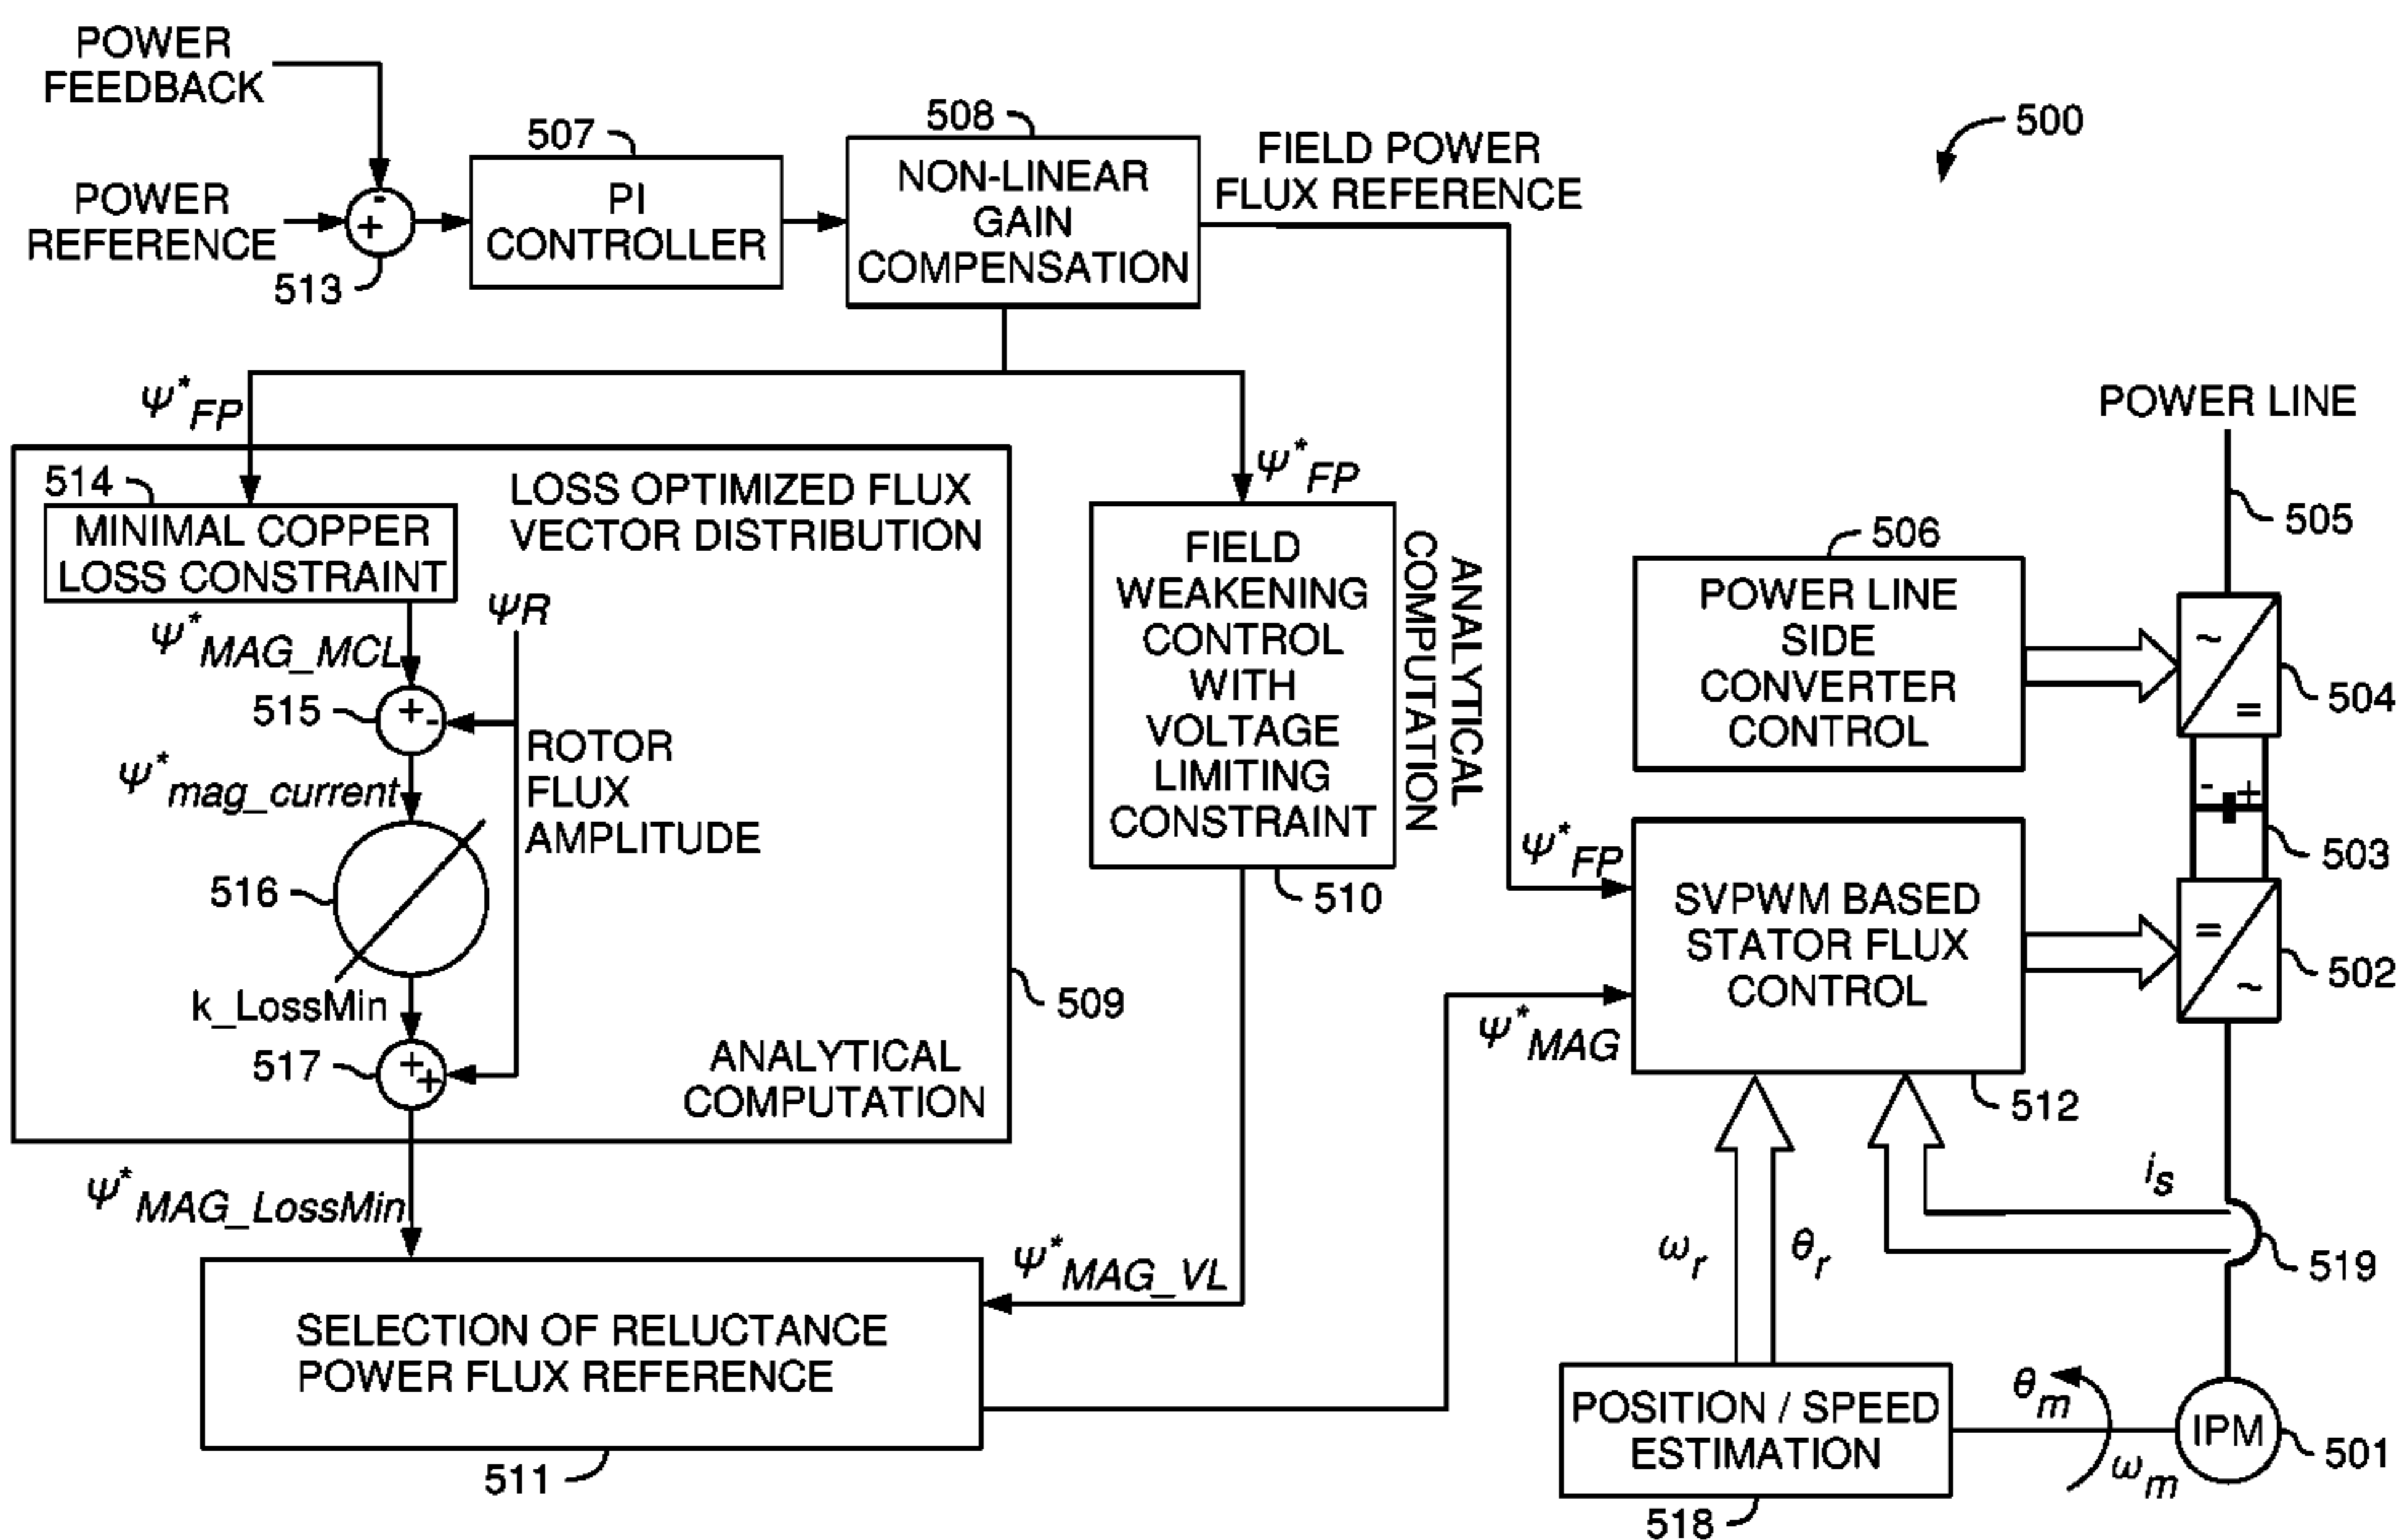 POWER
FEEDBACK
POWER
REFERENCE
-
+
513
507
PI
CONTROLLER
508
NON-LINEAR
GAIN
COMPENSATION
FIELD POWER
FLUX REFERENCE
500
ψ*FP
514
MINIMAL COPPER
LOSS CONSTRAINT
LOSS OPTIMIZED FLUX
VECTOR DISTRIBUTION
ψ*MAG_MCL
ψR
515
+
-
ROTOR
FLUX
AMPLITUDE
ψ*mag_current
516
k_LossMin
517
+
+
ANALYTICAL
COMPUTATION
509
ψ*MAG_LossMin
ψ*FP
FIELD
WEAKENING
CONTROL
WITH
VOLTAGE
LIMITING
CONSTRAINT
ANALYTICAL
COMPUTATION
510
ψ*MAG_VL
SELECTION OF RELUCTANCE
POWER FLUX REFERENCE
511
POWER LINE
505
506
POWER LINE
SIDE
CONVERTER
CONTROL
~
=
504
- +
503
ψ*FP
ψ*MAG
SVPWM BASED
STATOR FLUX
CONTROL
512
=
~
502
is
519
ωr
θr
POSITION / SPEED
ESTIMATION
518
θm
ωm
IPM
501